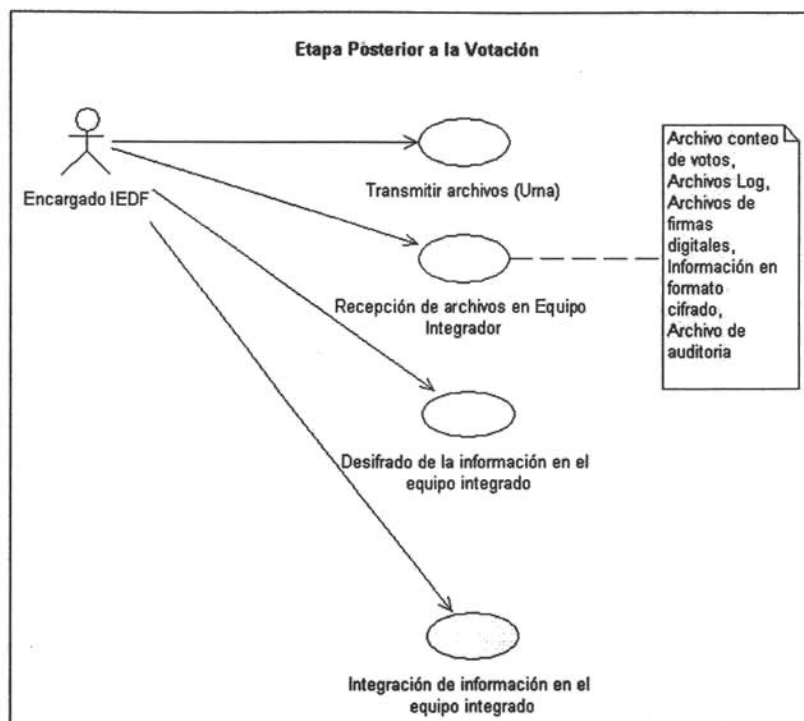 Etapa Posterior a la Votación
Encargado IEDF
Transmitir archivos (Urna)
Recepción de archivos en Equipo
Integrador
Archivo conteo
de votos,
Archivos Log,
Archivos de
firmas
digitales,
Información en
formato
cifrado,
Archivo de
auditoria
Desifrado de la información en el
equipo integrado
Integración de información en el
equipo integrado